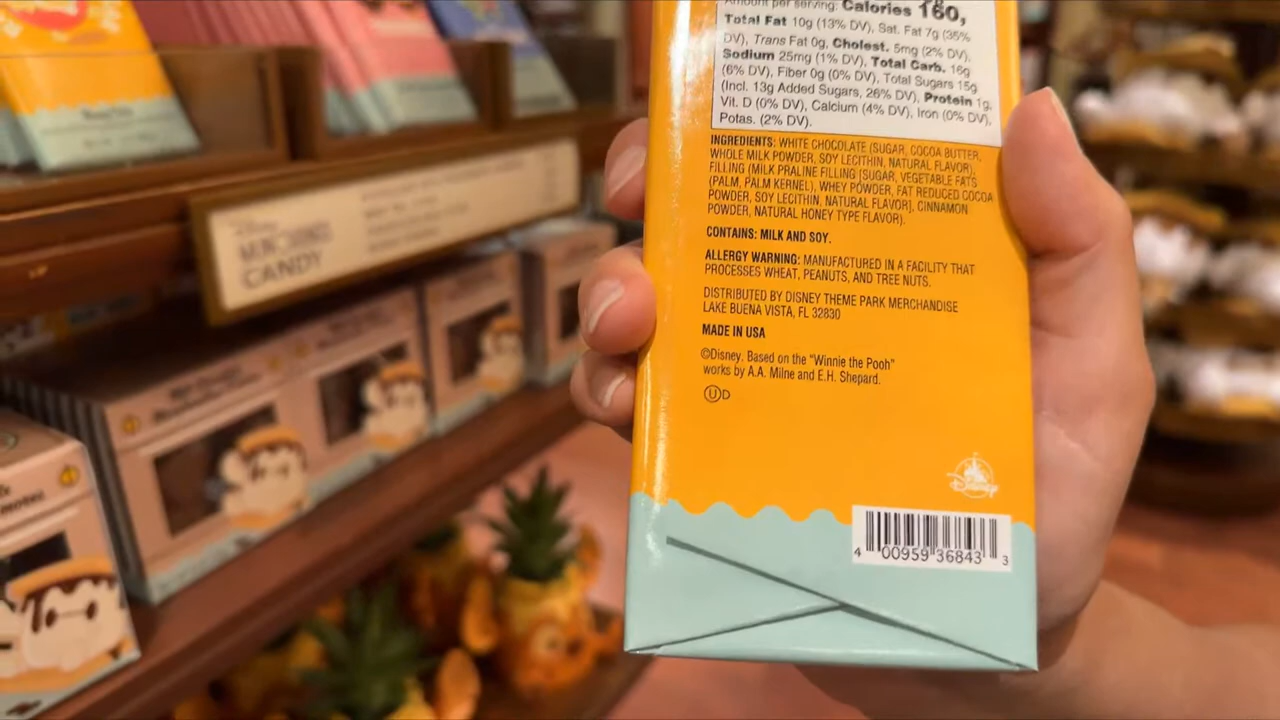 Amount per serving: Calories 160,
Total Fat 10g (13% DV), Sat. Fat 7g (35%
DV), Trans Fat 0g, Cholest. 5mg (2% DV),
Sodium 25mg (1% DV), Total Carb. 16g
(6% DV), Fiber 0g (0% DV), Total Sugars 15g
(Incl. 13g Added Sugars, 26% DV), Protein 1g,
Vit. D (0% DV), Calcium (4% DV), Iron (0% DV),
Potas. (2% DV).
INGREDIENTS: WHITE CHOCOLATE (SUGAR, COCOA BUTTER,
WHOLE MILK POWDER, SOY LECITHIN, NATURAL FLAVOR),
FILLING (MILK PRALINE FILLING [SUGAR, VEGETABLE FATS
(PALM, PALM KERNEL), WHEY POWDER, FAT REDUCED COCOA
POWDER, SOY LECITHIN, NATURAL FLAVOR], CINNAMON
POWDER, NATURAL HONEY TYPE FLAVOR).
CONTAINS: MILK AND SOY.
ALLERGY WARNING: MANUFACTURED IN A FACILITY THAT
PROCESSES WHEAT, PEANUTS, AND TREE NUTS.
DISTRIBUTED BY DISNEY THEME PARK MERCHANDISE
LAKE BUENA VISTA, FL 32830
MADE IN USA
©Disney. Based on the "Winnie the Pooh"
works by A.A. Milne and E.H. Shepard.
UD
Disney
4 00959 36843 3
MUNCHLING
CANDY